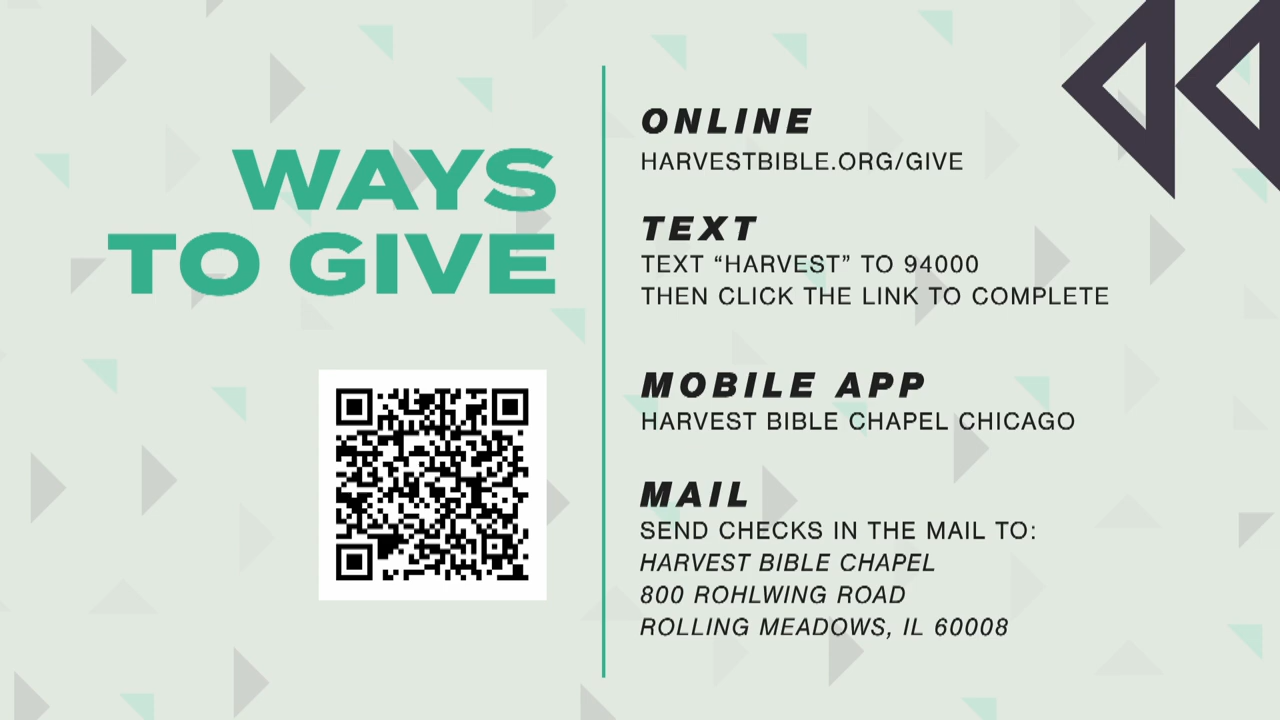 WAYS
TO GIVE
ONLINE
HARVESTBIBLE.ORG/GIVE
TEXT
TEXT “HARVEST” TO 94000
THEN CLICK THE LINK TO COMPLETE
MOBILE APP
HARVEST BIBLE CHAPEL CHICAGO
MAIL
SEND CHECKS IN THE MAIL TO:
HARVEST BIBLE CHAPEL
800 ROHLWING ROAD
ROLLING MEADOWS, IL 60008